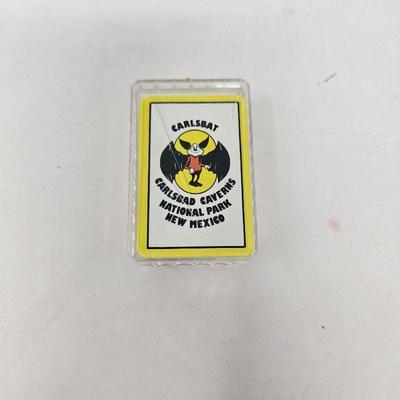 CARLSBAT
CARLSBAD CAVERNS
NATIONAL PARK
NEW MEXICO